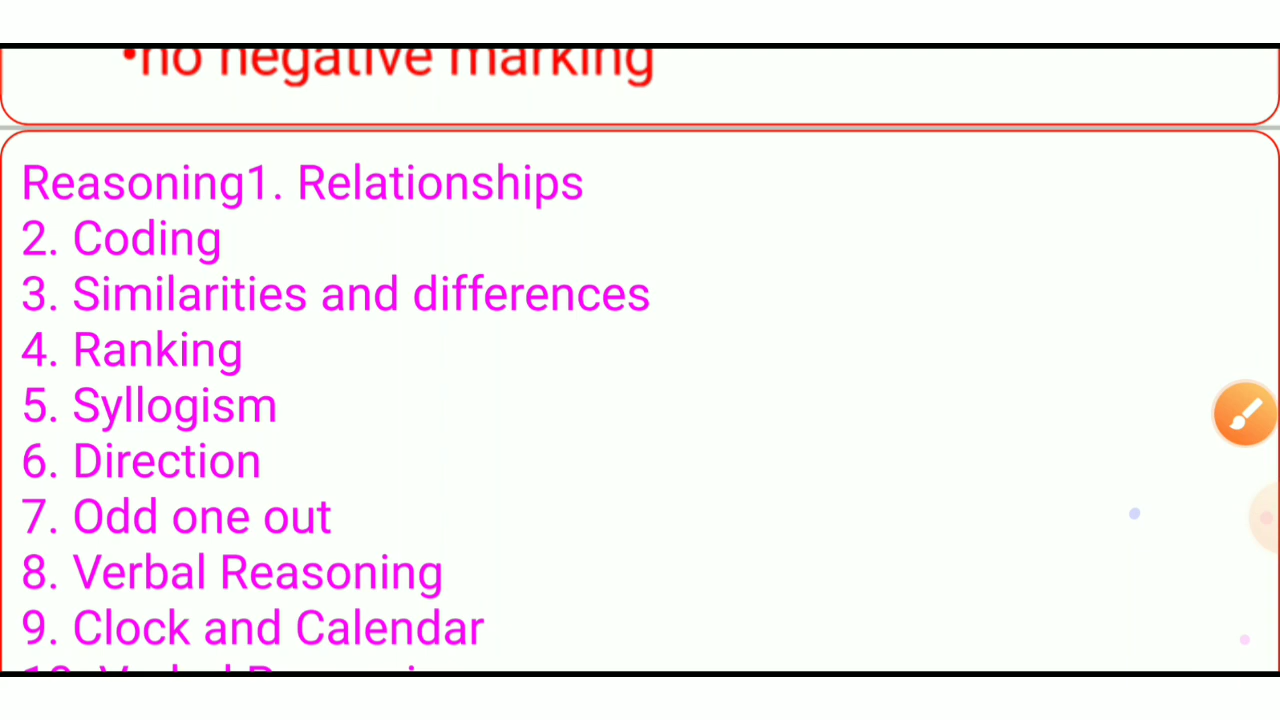 •no negative marking
Reasoning1. Relationships
2. Coding
3. Similarities and differences
4. Ranking
5. Syllogism
6. Direction
7. Odd one out
8. Verbal Reasoning
9. Clock and Calendar